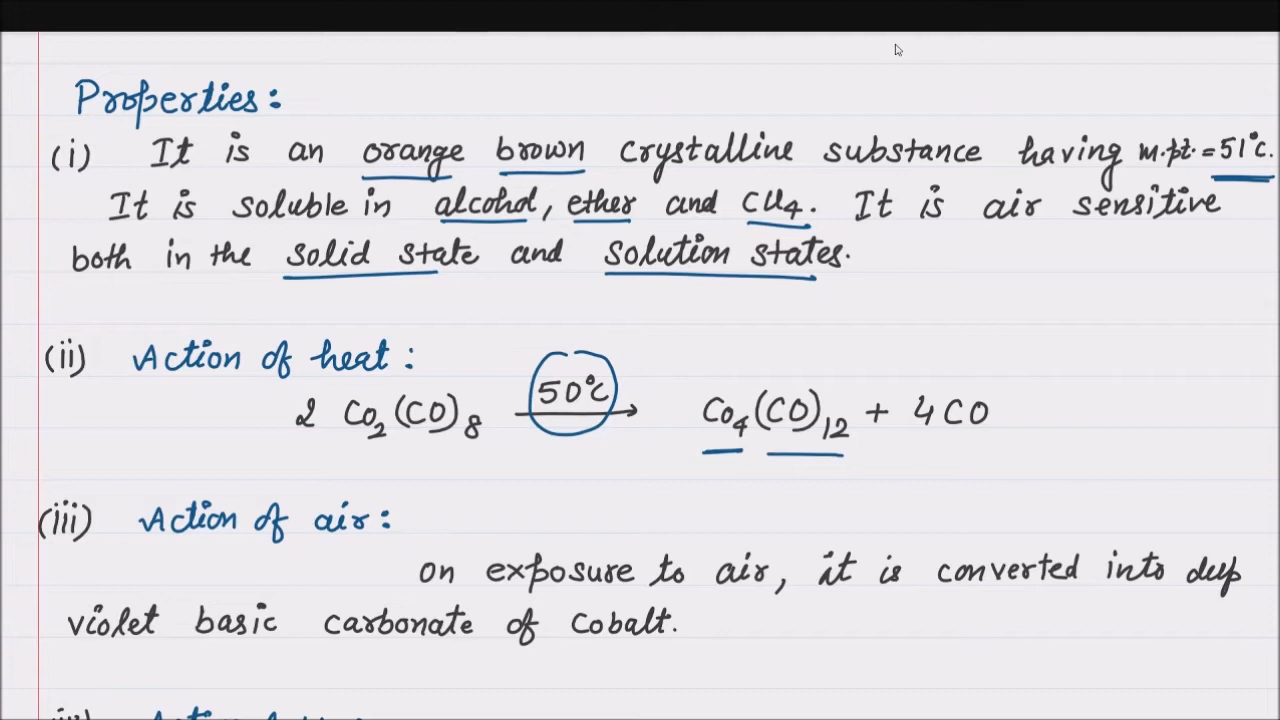 Properties:
(i) It is an orange brown crystalline substance having m.pt. = 51°C.
It is soluble in alcohol, ether and CCl4. It is air sensitive
both in the solid state and solution states.
(ii) Action of heat:
2 Co₂(CO)₈ —50°C→ Co₄(CO)₁₂ + 4CO
(iii) Action of air:
on exposure to air, it is converted into deep
violet basic carbonate of Cobalt.